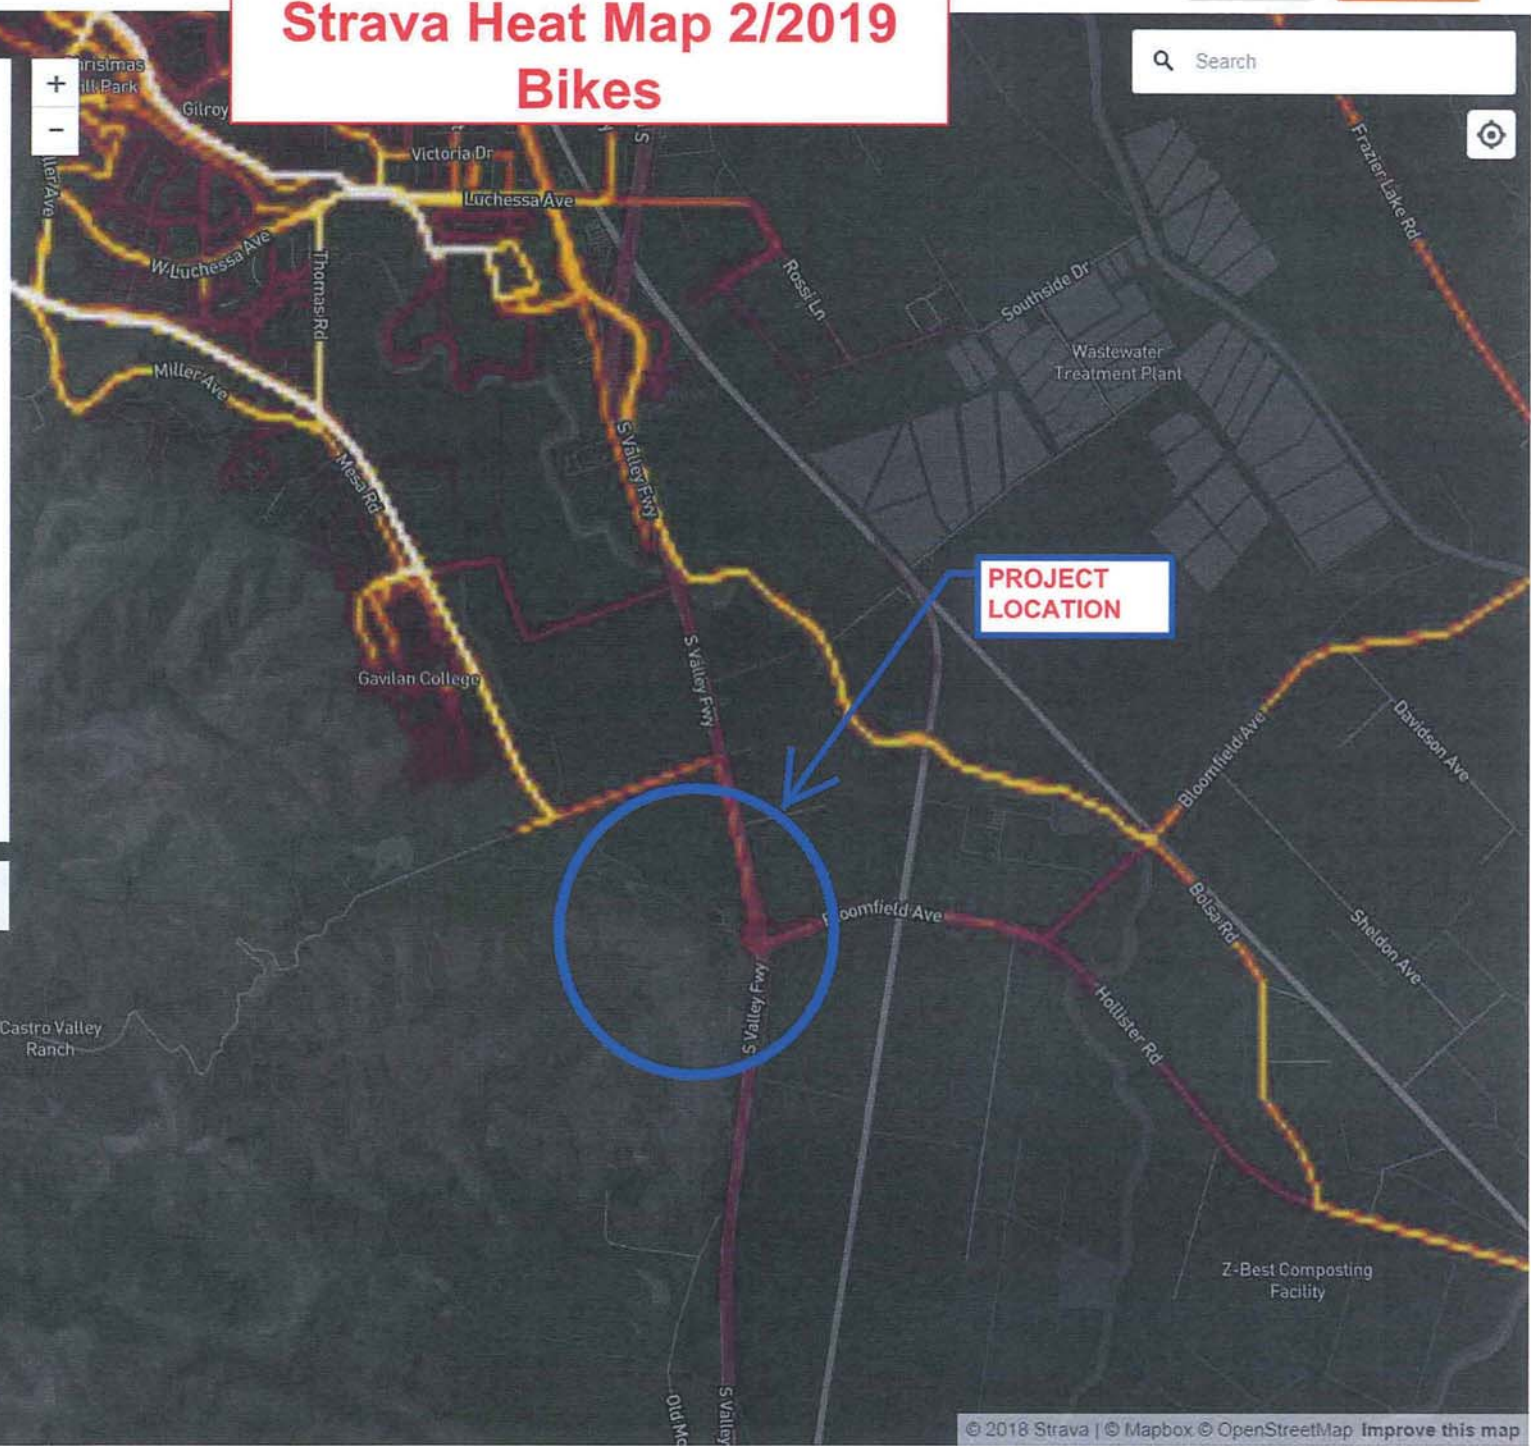 Strava Heat Map 2/2019
Bikes
Search
+
−
Gilroy
Victoria Dr
Luchessa Ave
W Luchessa Ave
Thomas Rd
Miller Ave
Mesa Rd
Rossi Ln
Southside Dr
Frazier Lake Rd
Wastewater
Treatment Plant
S Valley Fwy
PROJECT
LOCATION
Gavilan College
S Valley Fwy
Bloomfield Ave
Davidson Ave
Bolsa Rd
Sheldon Ave
S Valley Fwy
Hollister Rd
Castro Valley
Ranch
Z-Best Composting
Facility
S Valley
© 2018 Strava | © Mapbox © OpenStreetMap Improve this map